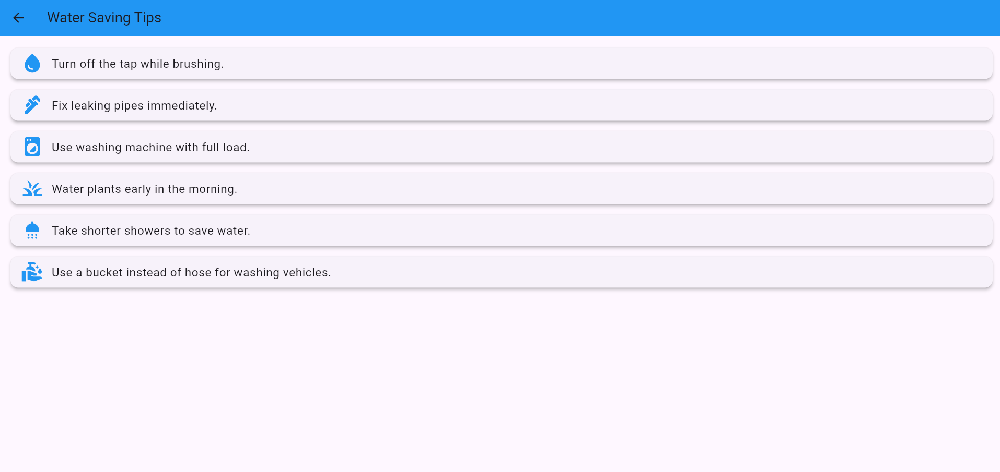 Water Saving Tips
Turn off the tap while brushing.
Fix leaking pipes immediately.
Use washing machine with full load.
Water plants early in the morning.
Take shorter showers to save water.
Use a bucket instead of hose for washing vehicles.